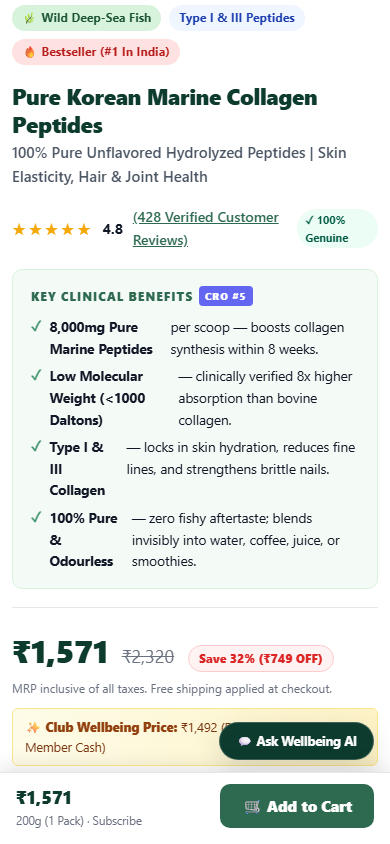 Wild Deep-Sea Fish
Type I & III Peptides
Bestseller (#1 In India)
Pure Korean Marine Collagen
Peptides
100% Pure Unflavored Hydrolyzed Peptides | Skin
Elasticity, Hair & Joint Health
★★★★★ 4.8 (428 Verified Customer
Reviews)
✓ 100%
Genuine
KEY CLINICAL BENEFITS CRO #5
✓ 8,000mg Pure
Marine Peptides
per scoop — boosts collagen
synthesis within 8 weeks.
✓ Low Molecular
Weight (<1000
Daltons)
— clinically verified 8x higher
absorption than bovine
collagen.
✓ Type I &
III
Collagen
— locks in skin hydration, reduces fine
lines, and strengthens brittle nails.
✓ 100% Pure
&
Odourless
— zero fishy aftertaste; blends
invisibly into water, coffee, juice, or
smoothies.
₹1,571 ₹2,320 Save 32% (₹749 OFF)
MRP inclusive of all taxes. Free shipping applied at checkout.
Club Wellbeing Price: ₹1,492
Member Cash)
Ask Wellbeing AI
₹1,571
200g (1 Pack) · Subscribe
Add to Cart